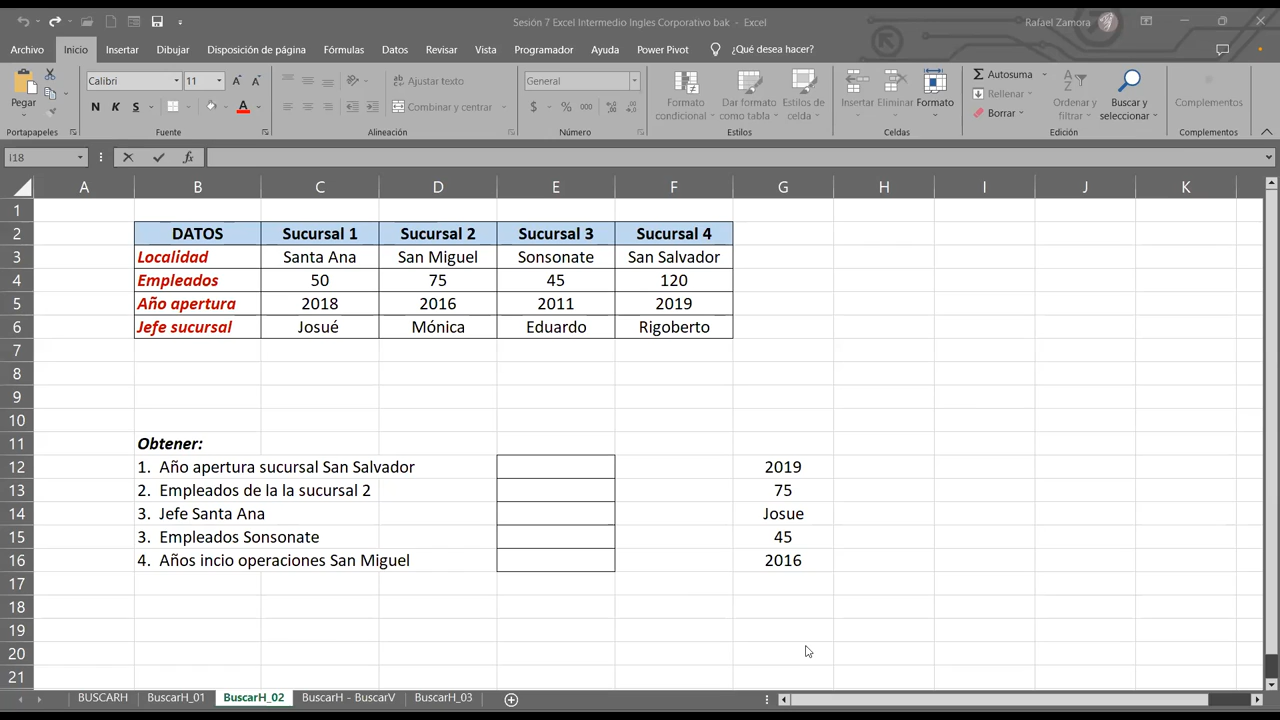 Sesión 7 Excel Intermedio Ingles Corporativo bak - Excel
Rafael Zamora
Archivo Inicio Insertar Dibujar Disposición de página Fórmulas Datos Revisar Vista Programador Ayuda Power Pivot ¿Qué desea hacer?
Pegar
Calibri 11
N K S
Ajustar texto
Combinar y centrar
General
$ % 000
Formato condicional
Dar formato como tabla
Estilos de celda
Insertar Eliminar Formato
Autosuma
Rellenar
Borrar
Ordenar y filtrar
Buscar y seleccionar
Complementos
Portapapeles Fuente Alineación Número Estilos Celdas Edición Complementos
I18 fx
A B C D E F G H I J K
1
2 DATOS Sucursal 1 Sucursal 2 Sucursal 3 Sucursal 4
3 Localidad Santa Ana San Miguel Sonsonate San Salvador
4 Empleados 50 75 45 120
5 Año apertura 2018 2016 2011 2019
6 Jefe sucursal Josué Mónica Eduardo Rigoberto
7
8
9
10
11 Obtener:
12 1. Año apertura sucursal San Salvador 2019
13 2. Empleados de la la sucursal 2 75
14 3. Jefe Santa Ana Josue
15 3. Empleados Sonsonate 45
16 4. Años incio operaciones San Miguel 2016
17
18
19
20
21
BUSCARH BuscarH_01 BuscarH_02 BuscarH - BuscarV BuscarH_03